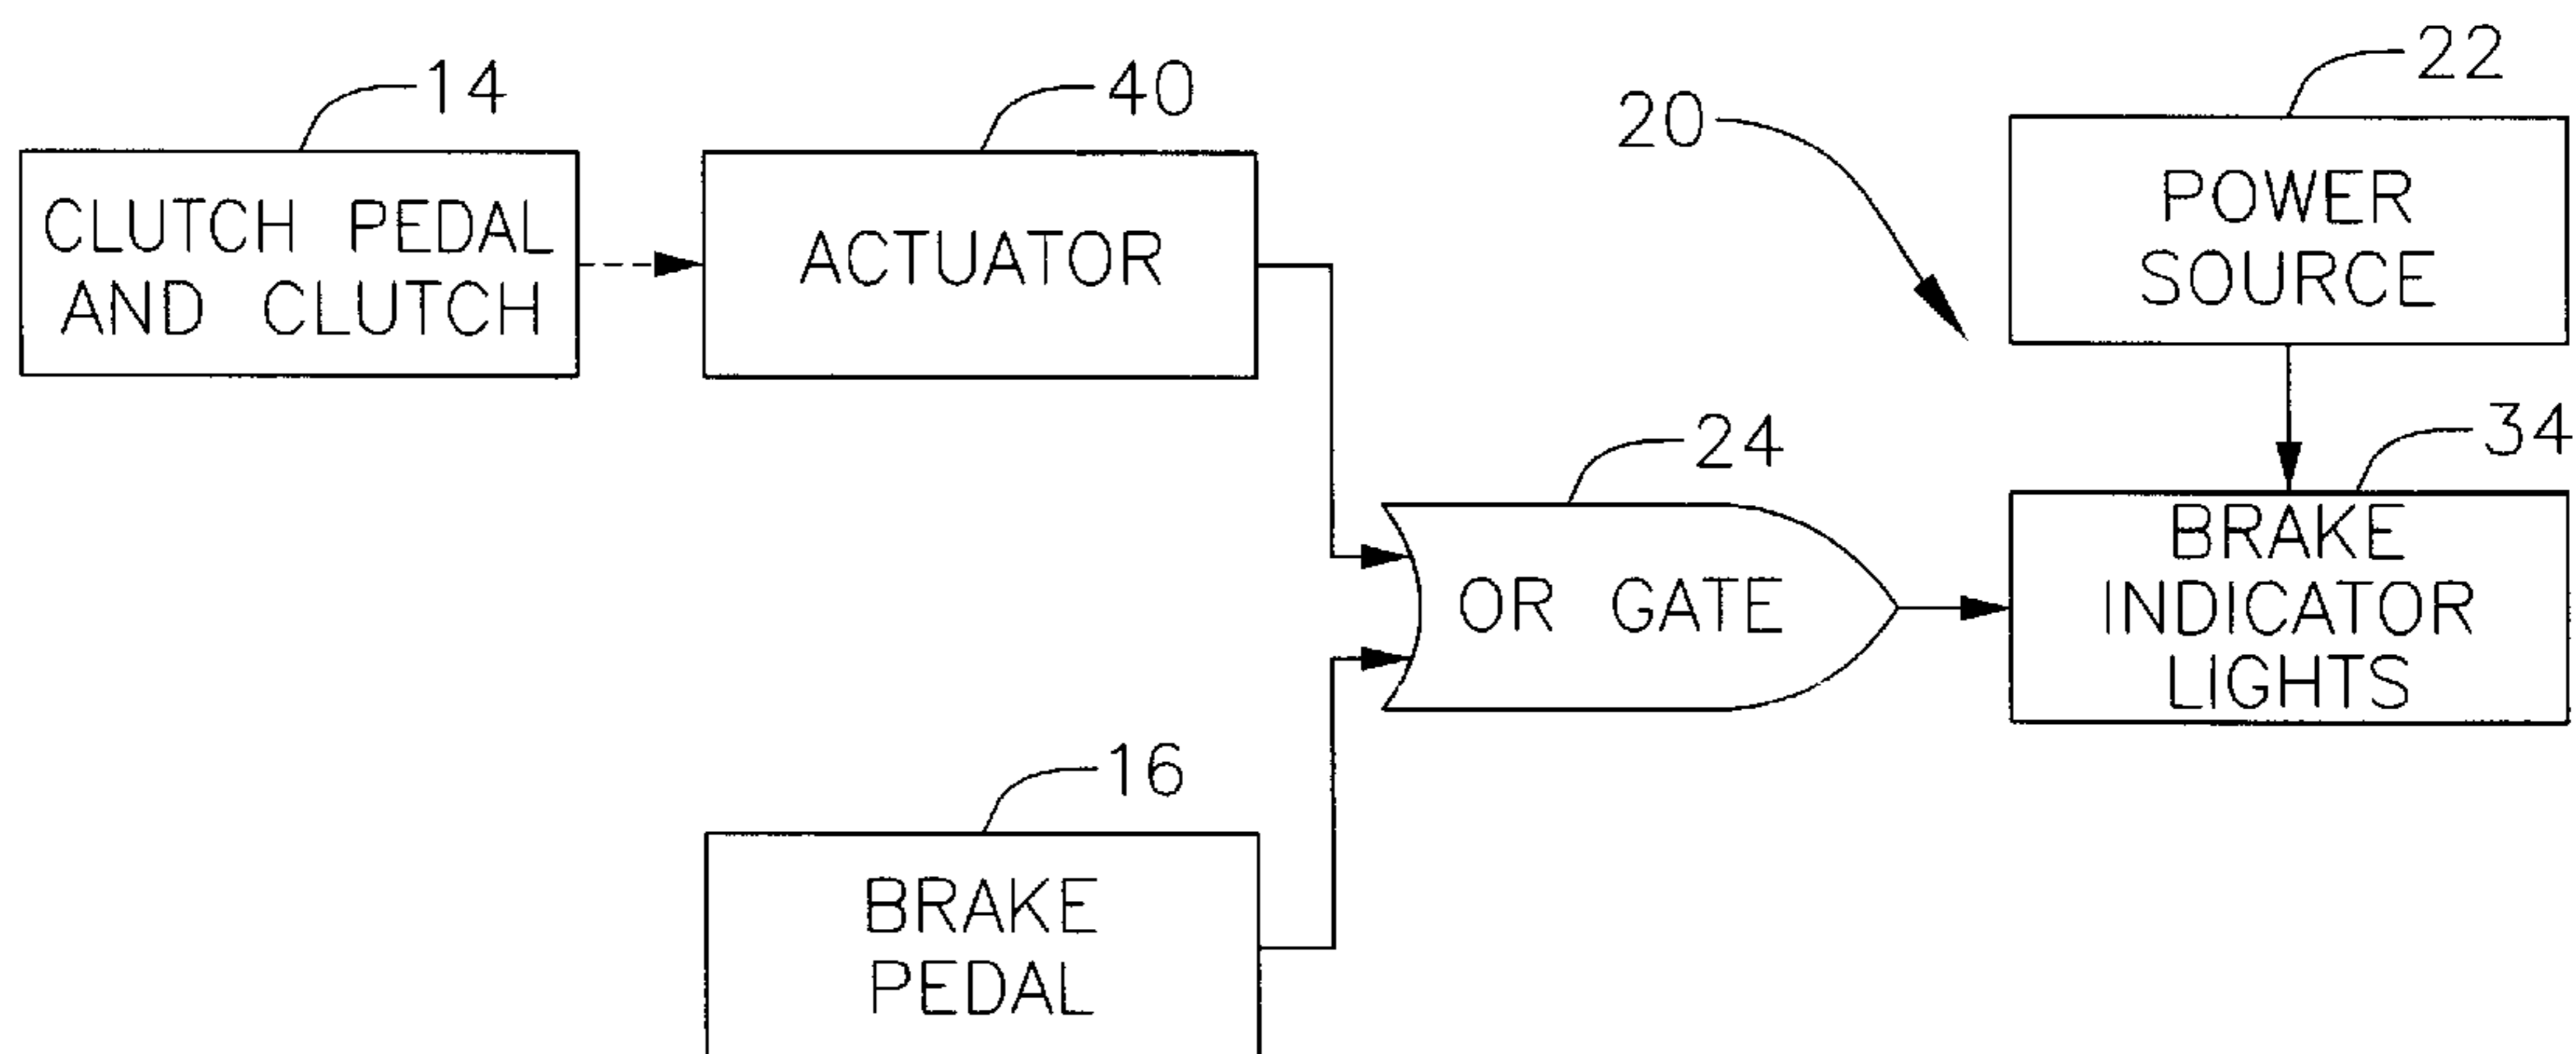 14
CLUTCH PEDAL
AND CLUTCH
40
ACTUATOR
20
22
POWER
SOURCE
24
OR GATE
34
BRAKE
INDICATOR
LIGHTS
16
BRAKE
PEDAL